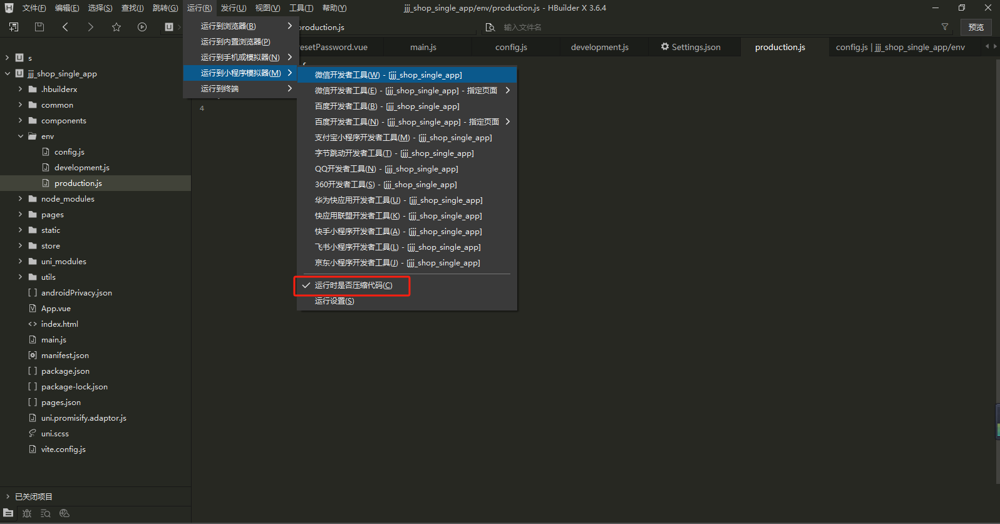 文件(F) 编辑(E) 选择(S) 查找(I) 跳转(G) 运行(R) 发行(U) 视图(V) 工具(T) 帮助(Y) jjj_shop_single_app/env/production.js - HBuilder X 3.6.4
production.js 输入文件名 预览
resetPassword.vue main.js config.js development.js Settings.json production.js config.js | jjj_shop_single_app/env
运行到浏览器(B)
运行到内置浏览器(P)
运行到手机或模拟器(N)
运行到小程序模拟器(M)
运行到终端
微信开发者工具(W) - [jjj_shop_single_app]
微信开发者工具(E) - [jjj_shop_single_app] - 指定页面
百度开发者工具(B) - [jjj_shop_single_app]
百度开发者工具(N) - [jjj_shop_single_app] - 指定页面
支付宝小程序开发者工具(M) - [jjj_shop_single_app]
字节跳动开发者工具(T) - [jjj_shop_single_app]
QQ开发者工具(N) - [jjj_shop_single_app]
360开发者工具(S) - [jjj_shop_single_app]
华为快应用开发者工具(U) - [jjj_shop_single_app]
快应用联盟开发者工具(K) - [jjj_shop_single_app]
快手小程序开发者工具(A) - [jjj_shop_single_app]
飞书小程序开发者工具(L) - [jjj_shop_single_app]
京东小程序开发者工具(J) - [jjj_shop_single_app]
运行时是否压缩代码(C)
运行设置(S)
4
s
jjj_shop_single_app
.hbuilderx
common
components
env
config.js
development.js
production.js
node_modules
pages
static
store
uni_modules
utils
androidPrivacy.json
App.vue
index.html
main.js
manifest.json
package.json
package-lock.json
pages.json
uni.promisify.adaptor.js
uni.scss
vite.config.js
已关闭项目